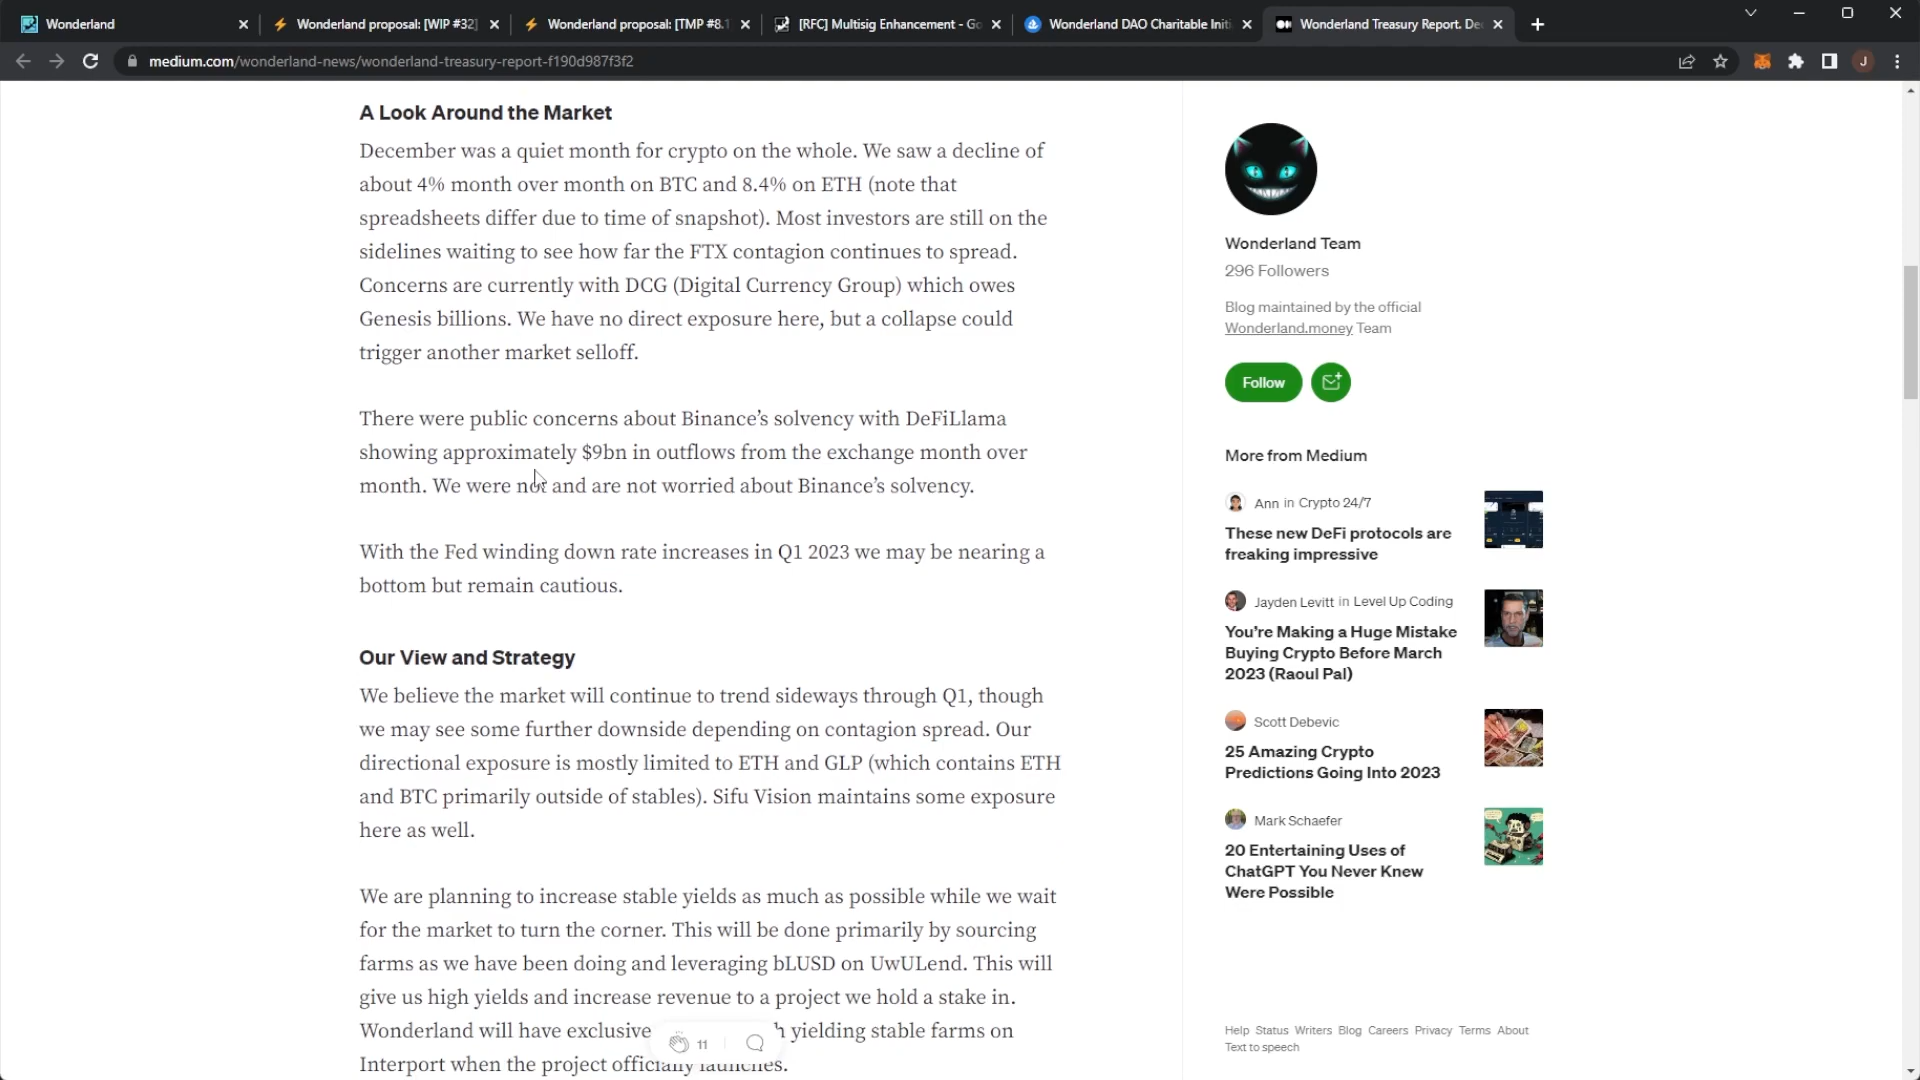 Wonderland
Wonderland proposal: [WIP #32]
Wonderland proposal: [TMP #8.1
[RFC] Multisig Enhancement - Go
Wonderland DAO Charitable Initi
Wonderland Treasury Report. De
medium.com/wonderland-news/wonderland-treasury-report-f190d987f3f2
J
A Look Around the Market
December was a quiet month for crypto on the whole. We saw a decline of
about 4% month over month on BTC and 8.4% on ETH (note that
spreadsheets differ due to time of snapshot). Most investors are still on the
sidelines waiting to see how far the FTX contagion continues to spread.
Concerns are currently with DCG (Digital Currency Group) which owes
Genesis billions. We have no direct exposure here, but a collapse could
trigger another market selloff.
There were public concerns about Binance’s solvency with DeFiLlama
showing approximately $9bn in outflows from the exchange month over
month. We were not and are not worried about Binance’s solvency.
With the Fed winding down rate increases in Q1 2023 we may be nearing a
bottom but remain cautious.
Our View and Strategy
We believe the market will continue to trend sideways through Q1, though
we may see some further downside depending on contagion spread. Our
directional exposure is mostly limited to ETH and GLP (which contains ETH
and BTC primarily outside of stables). Sifu Vision maintains some exposure
here as well.
We are planning to increase stable yields as much as possible while we wait
for the market to turn the corner. This will be done primarily by sourcing
farms as we have been doing and leveraging bLUSD on UwULend. This will
give us high yields and increase revenue to a project we hold a stake in.
Wonderland will have exclusive yielding stable farms on
Interport when the project officially launches.
11
Wonderland Team
296 Followers
Blog maintained by the official
Wonderland.money Team
Follow
More from Medium
Ann in Crypto 24/7
These new DeFi protocols are
freaking impressive
Jayden Levitt in Level Up Coding
You’re Making a Huge Mistake
Buying Crypto Before March
2023 (Raoul Pal)
Scott Debevic
25 Amazing Crypto
Predictions Going Into 2023
Mark Schaefer
20 Entertaining Uses of
ChatGPT You Never Knew
Were Possible
Help Status Writers Blog Careers Privacy Terms About
Text to speech